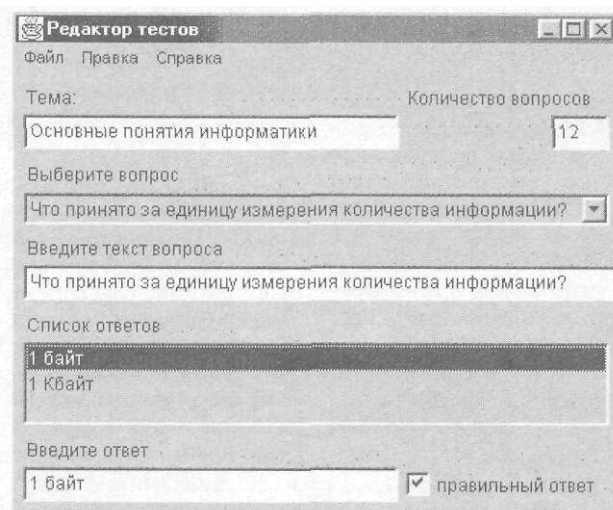 Редактор тестов
Файл Правка Справка
Тема: Количество вопросов
Основные понятия информатики 12
Выберите вопрос
Что принято за единицу измерения количества информации?
Введите текст вопроса
Что принято за единицу измерения количества информации?
Список ответов
1 байт
1 Кбайт
Введите ответ
1 байт правильный ответ